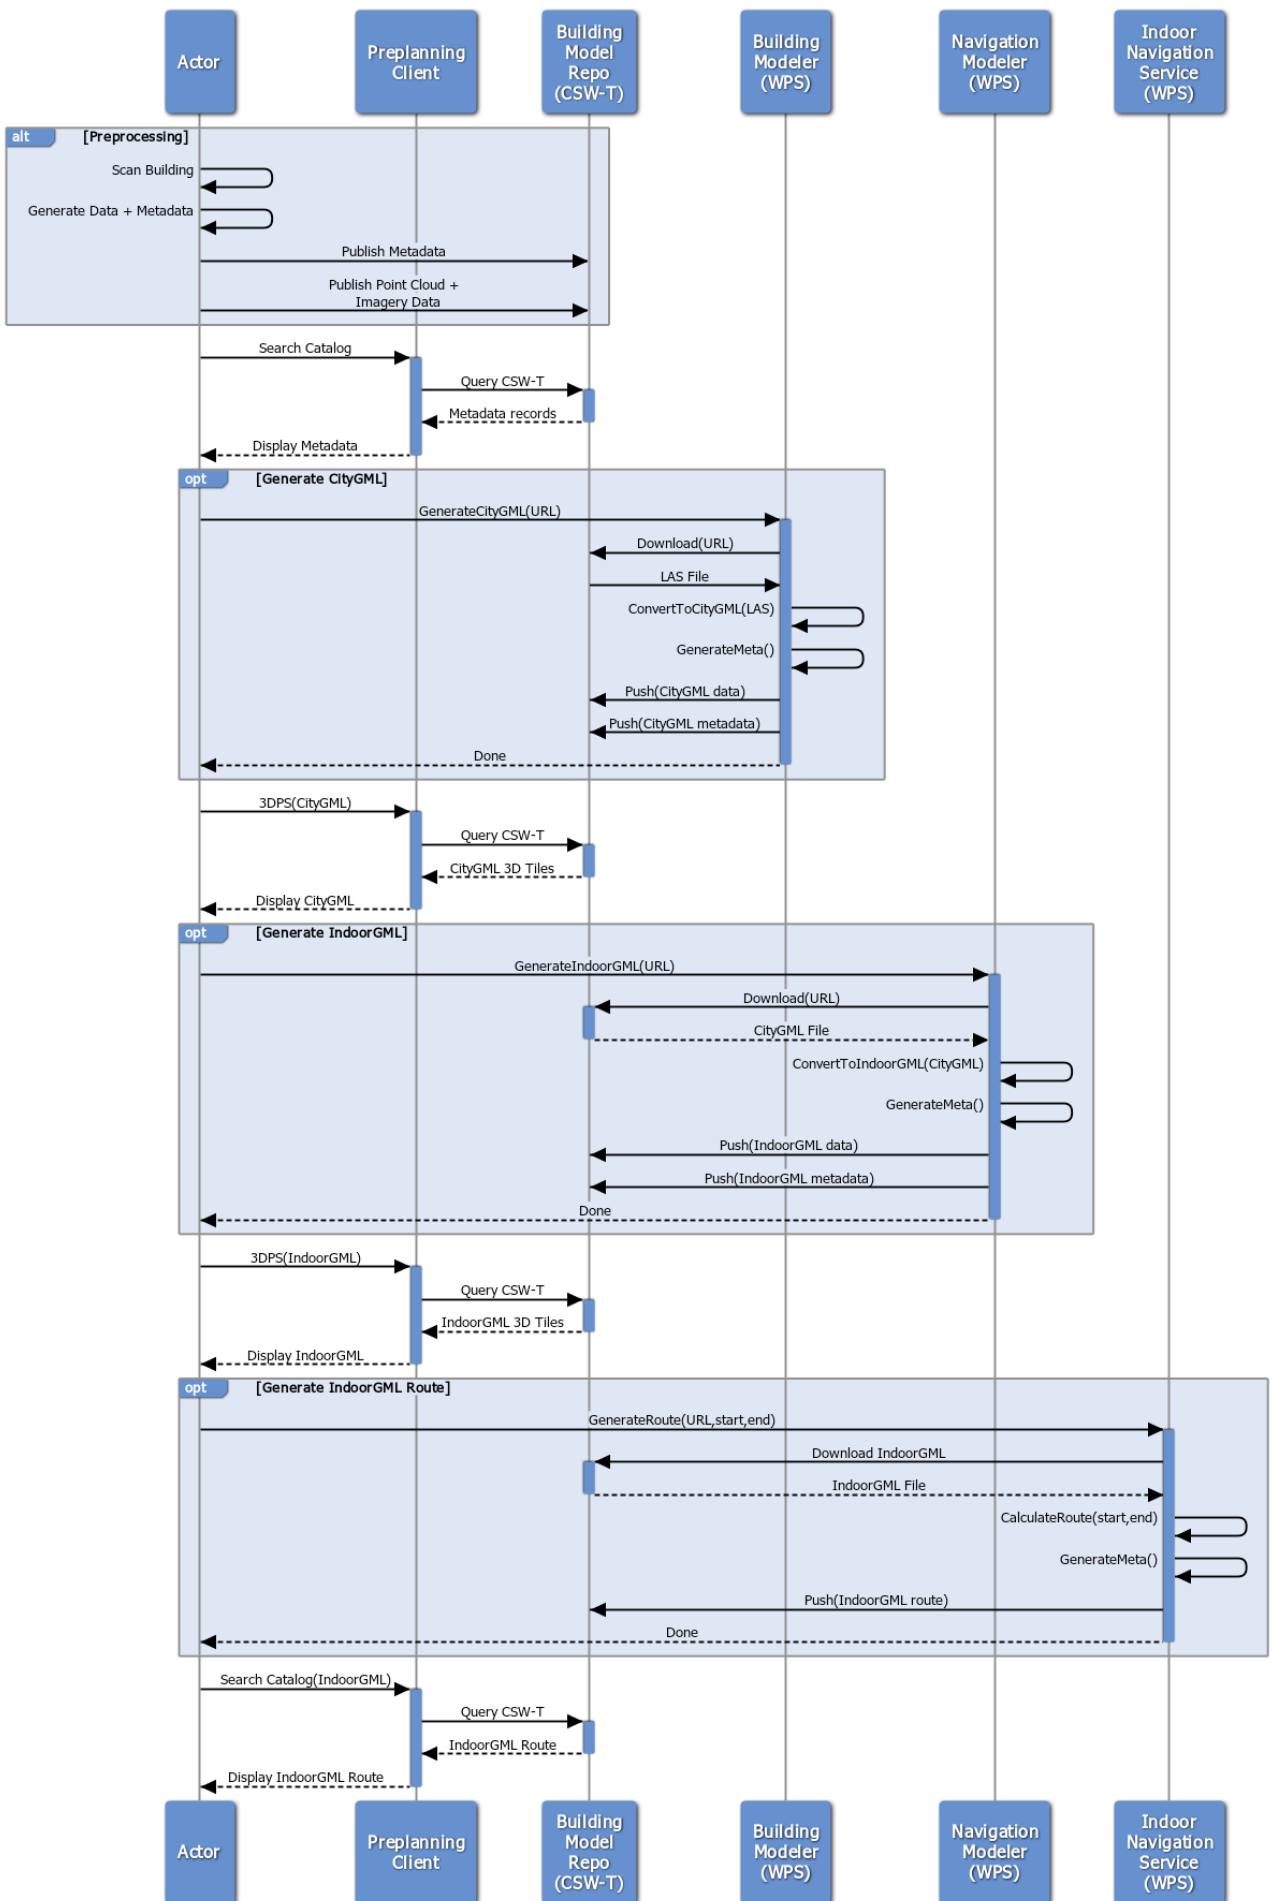 Actor
Preplanning
Client
Building
Model
Repo
(CSW-T)
Building
Modeler
(WPS)
Navigation
Modeler
(WPS)
Indoor
Navigation
Service
(WPS)
alt [Preprocessing]
Scan Building
Generate Data + Metadata
Publish Metadata
Publish Point Cloud +
Imagery Data
Search Catalog
Query CSW-T
Metadata records
Display Metadata
opt [Generate CityGML]
GenerateCityGML(URL)
Download(URL)
LAS File
ConvertToCityGML(LAS)
GenerateMeta()
Push(CityGML data)
Push(CityGML metadata)
Done
3DPS(CityGML)
Query CSW-T
CityGML 3D Tiles
Display CityGML
opt [Generate IndoorGML]
GenerateIndoorGML(URL)
Download(URL)
CityGML File
ConvertToIndoorGML(CityGML)
GenerateMeta()
Push(IndoorGML data)
Push(IndoorGML metadata)
Done
3DPS(IndoorGML)
Query CSW-T
IndoorGML 3D Tiles
Display IndoorGML
opt [Generate IndoorGML Route]
GenerateRoute(URL,start,end)
Download IndoorGML
IndoorGML File
CalculateRoute(start,end)
GenerateMeta()
Push(IndoorGML route)
Done
Search Catalog(IndoorGML)
Query CSW-T
IndoorGML Route
Display IndoorGML Route
Actor
Preplanning
Client
Building
Model
Repo
(CSW-T)
Building
Modeler
(WPS)
Navigation
Modeler
(WPS)
Indoor
Navigation
Service
(WPS)